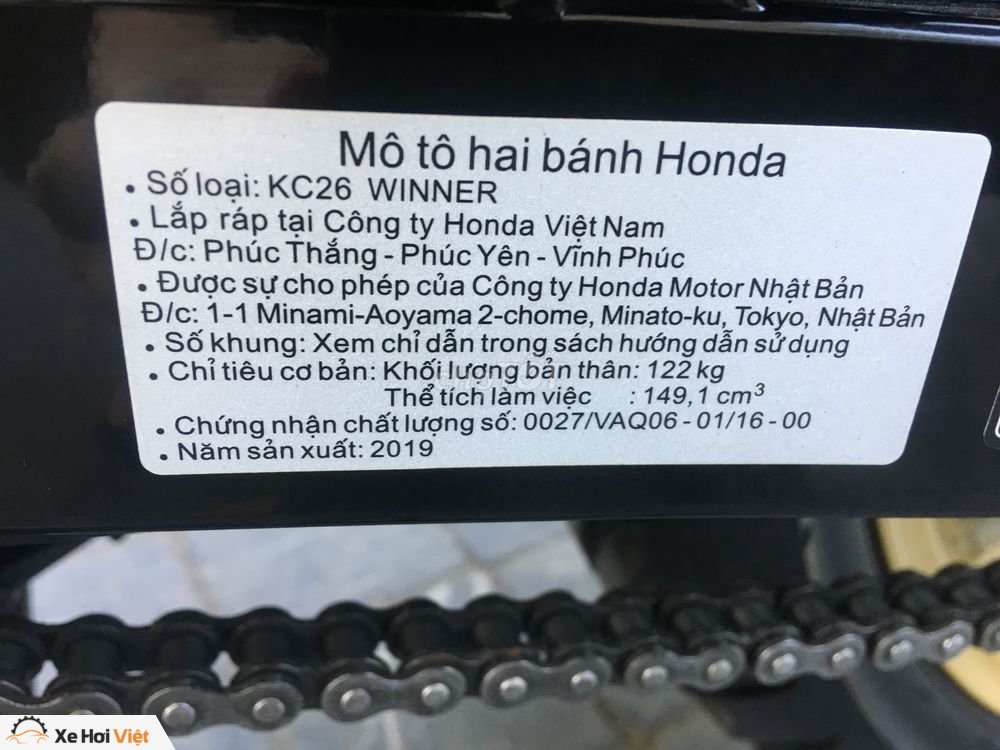 Mô tô hai bánh Honda
• Số loại: KC26 WINNER
• Lắp ráp tại Công ty Honda Việt Nam
Đ/c: Phúc Thắng - Phúc Yên - Vĩnh Phúc
• Được sự cho phép của Công ty Honda Motor Nhật Bản
Đ/c: 1-1 Minami-Aoyama 2-chome, Minato-ku, Tokyo, Nhật Bản
• Số khung: Xem chỉ dẫn trong sách hướng dẫn sử dụng
• Chỉ tiêu cơ bản: Khối lượng bản thân: 122 kg
Thể tích làm việc : 149,1 cm³
• Chứng nhận chất lượng số: 0027/VAQ06 - 01/16 - 00
• Năm sản xuất: 2019
Xe Hơi Việt